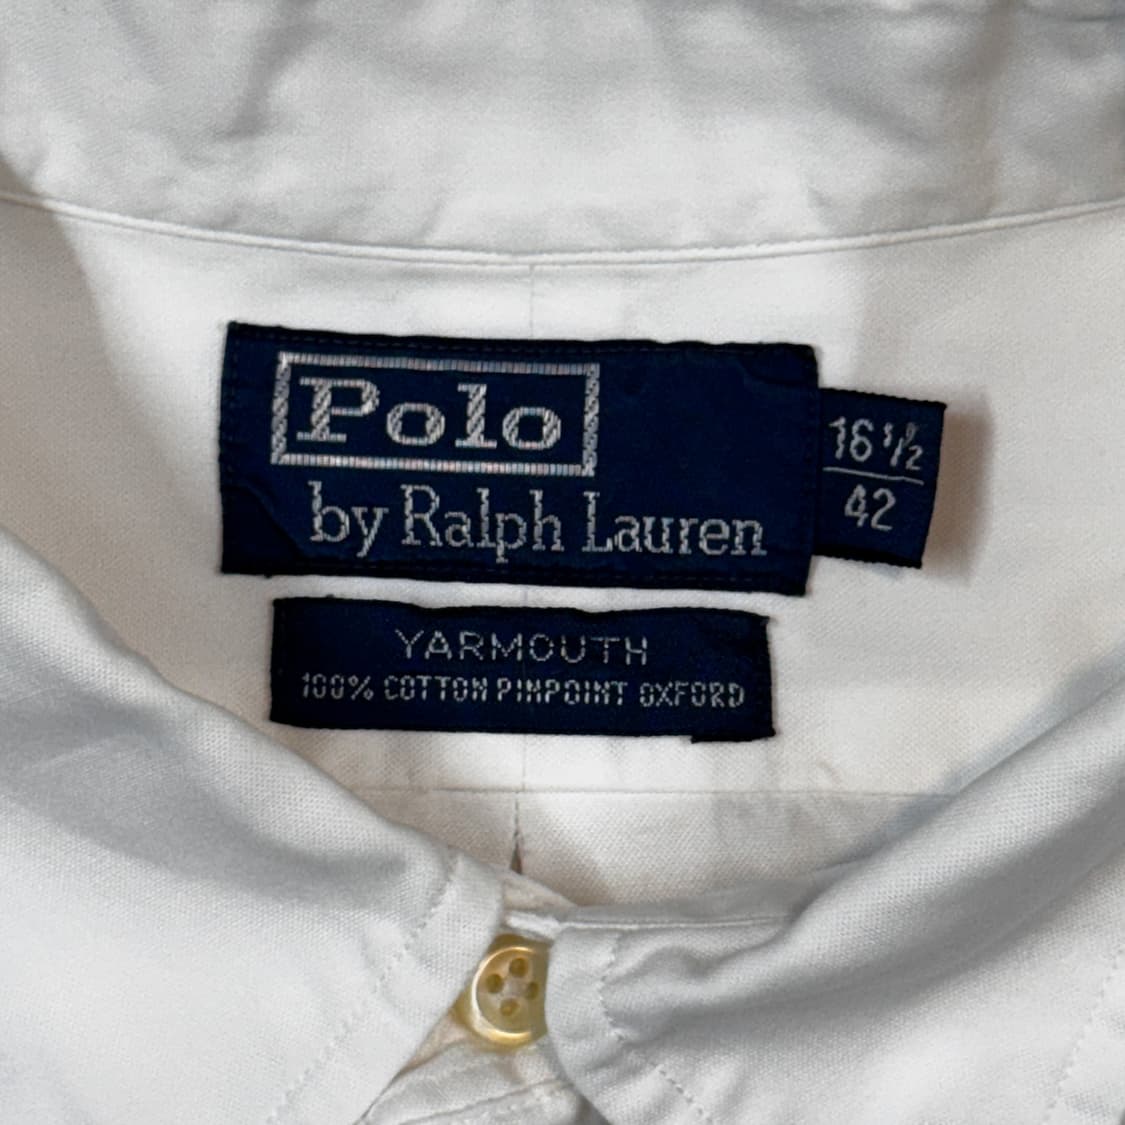 Polo
by Ralph Lauren
16 1/2
42
YARMOUTH
100% COTTON PINPOINT OXFORD